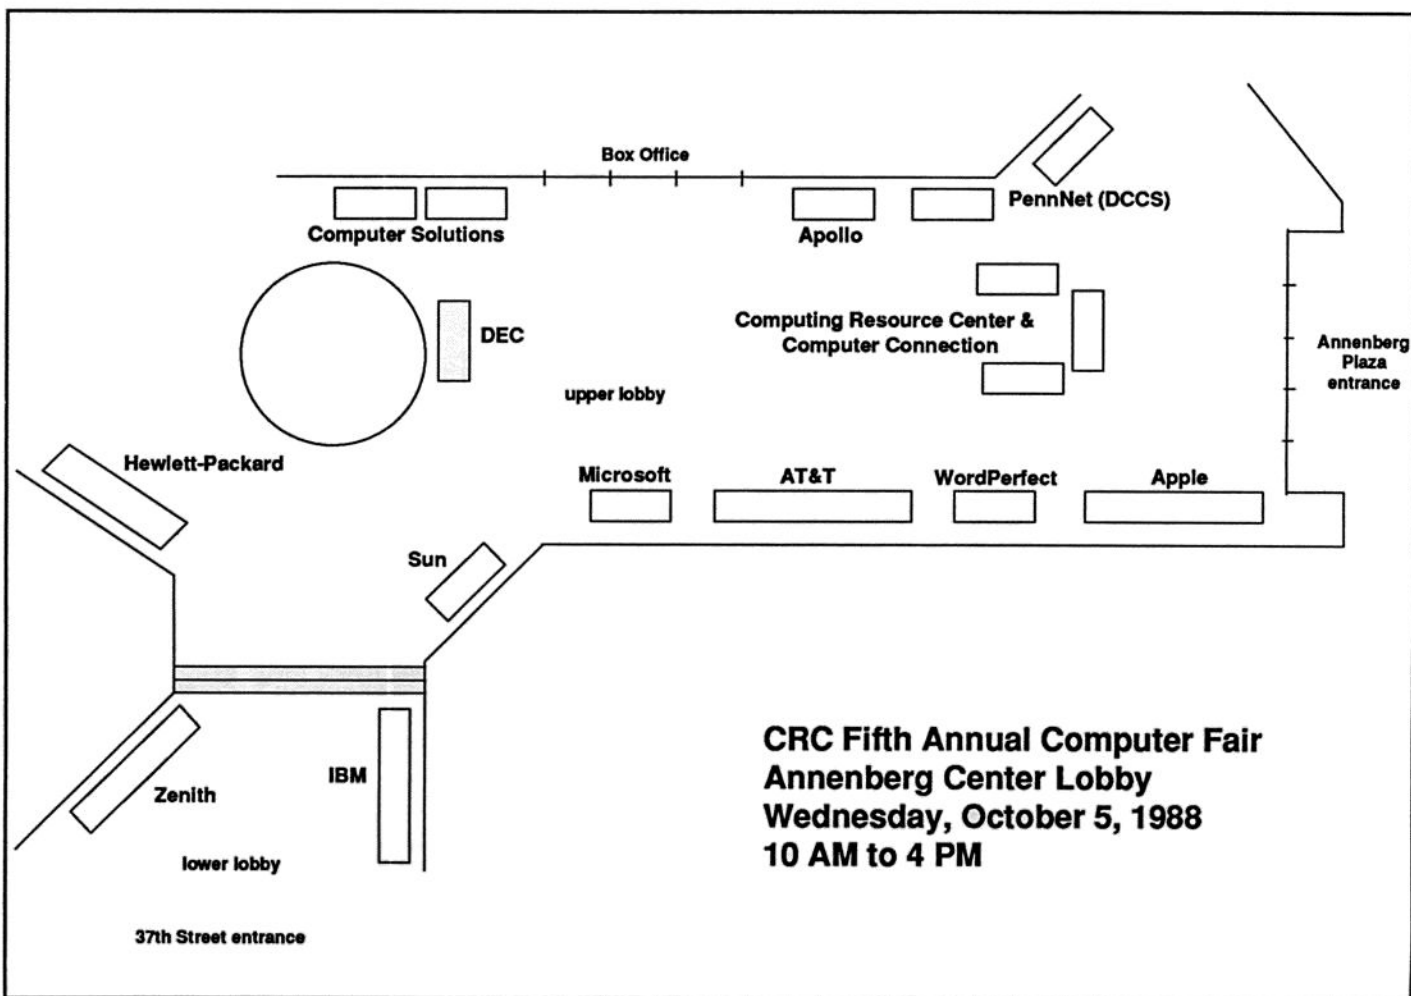 Box Office
PennNet (DCCS)
Computer Solutions
Apollo
DEC
Computing Resource Center &
Computer Connection
Annenberg
Plaza
entrance
upper lobby
Hewlett-Packard
Microsoft
AT&T
WordPerfect
Apple
Sun
IBM
Zenith
lower lobby
37th Street entrance
CRC Fifth Annual Computer Fair
Annenberg Center Lobby
Wednesday, October 5, 1988
10 AM to 4 PM